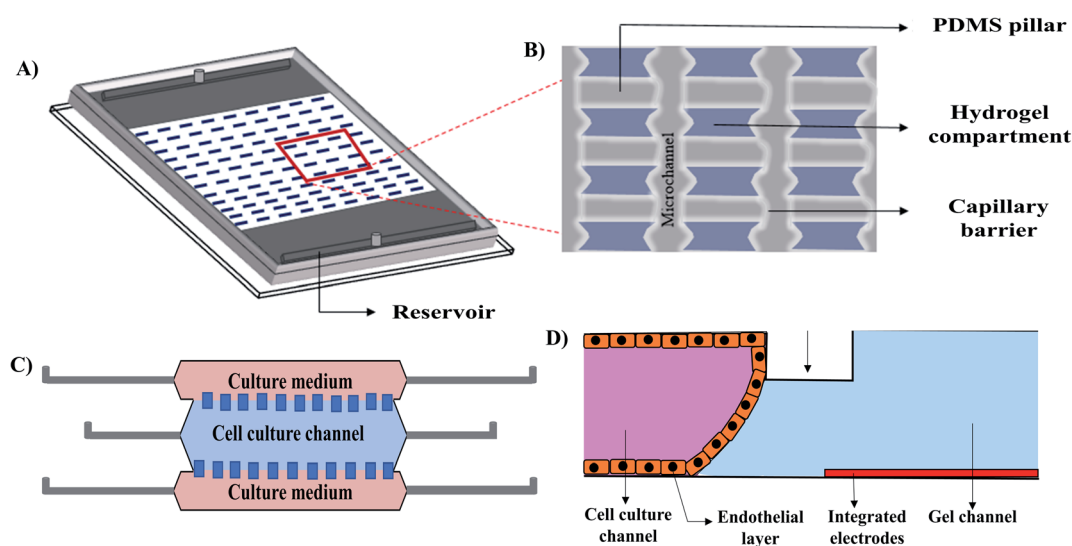 A)
B)
PDMS pillar
Hydrogel
compartment
Microchannel
Capillary
barrier
Reservoir
C)
Culture medium
Cell culture channel
Culture medium
D)
Cell culture
channel
Endothelial
layer
Integrated
electrodes
Gel channel